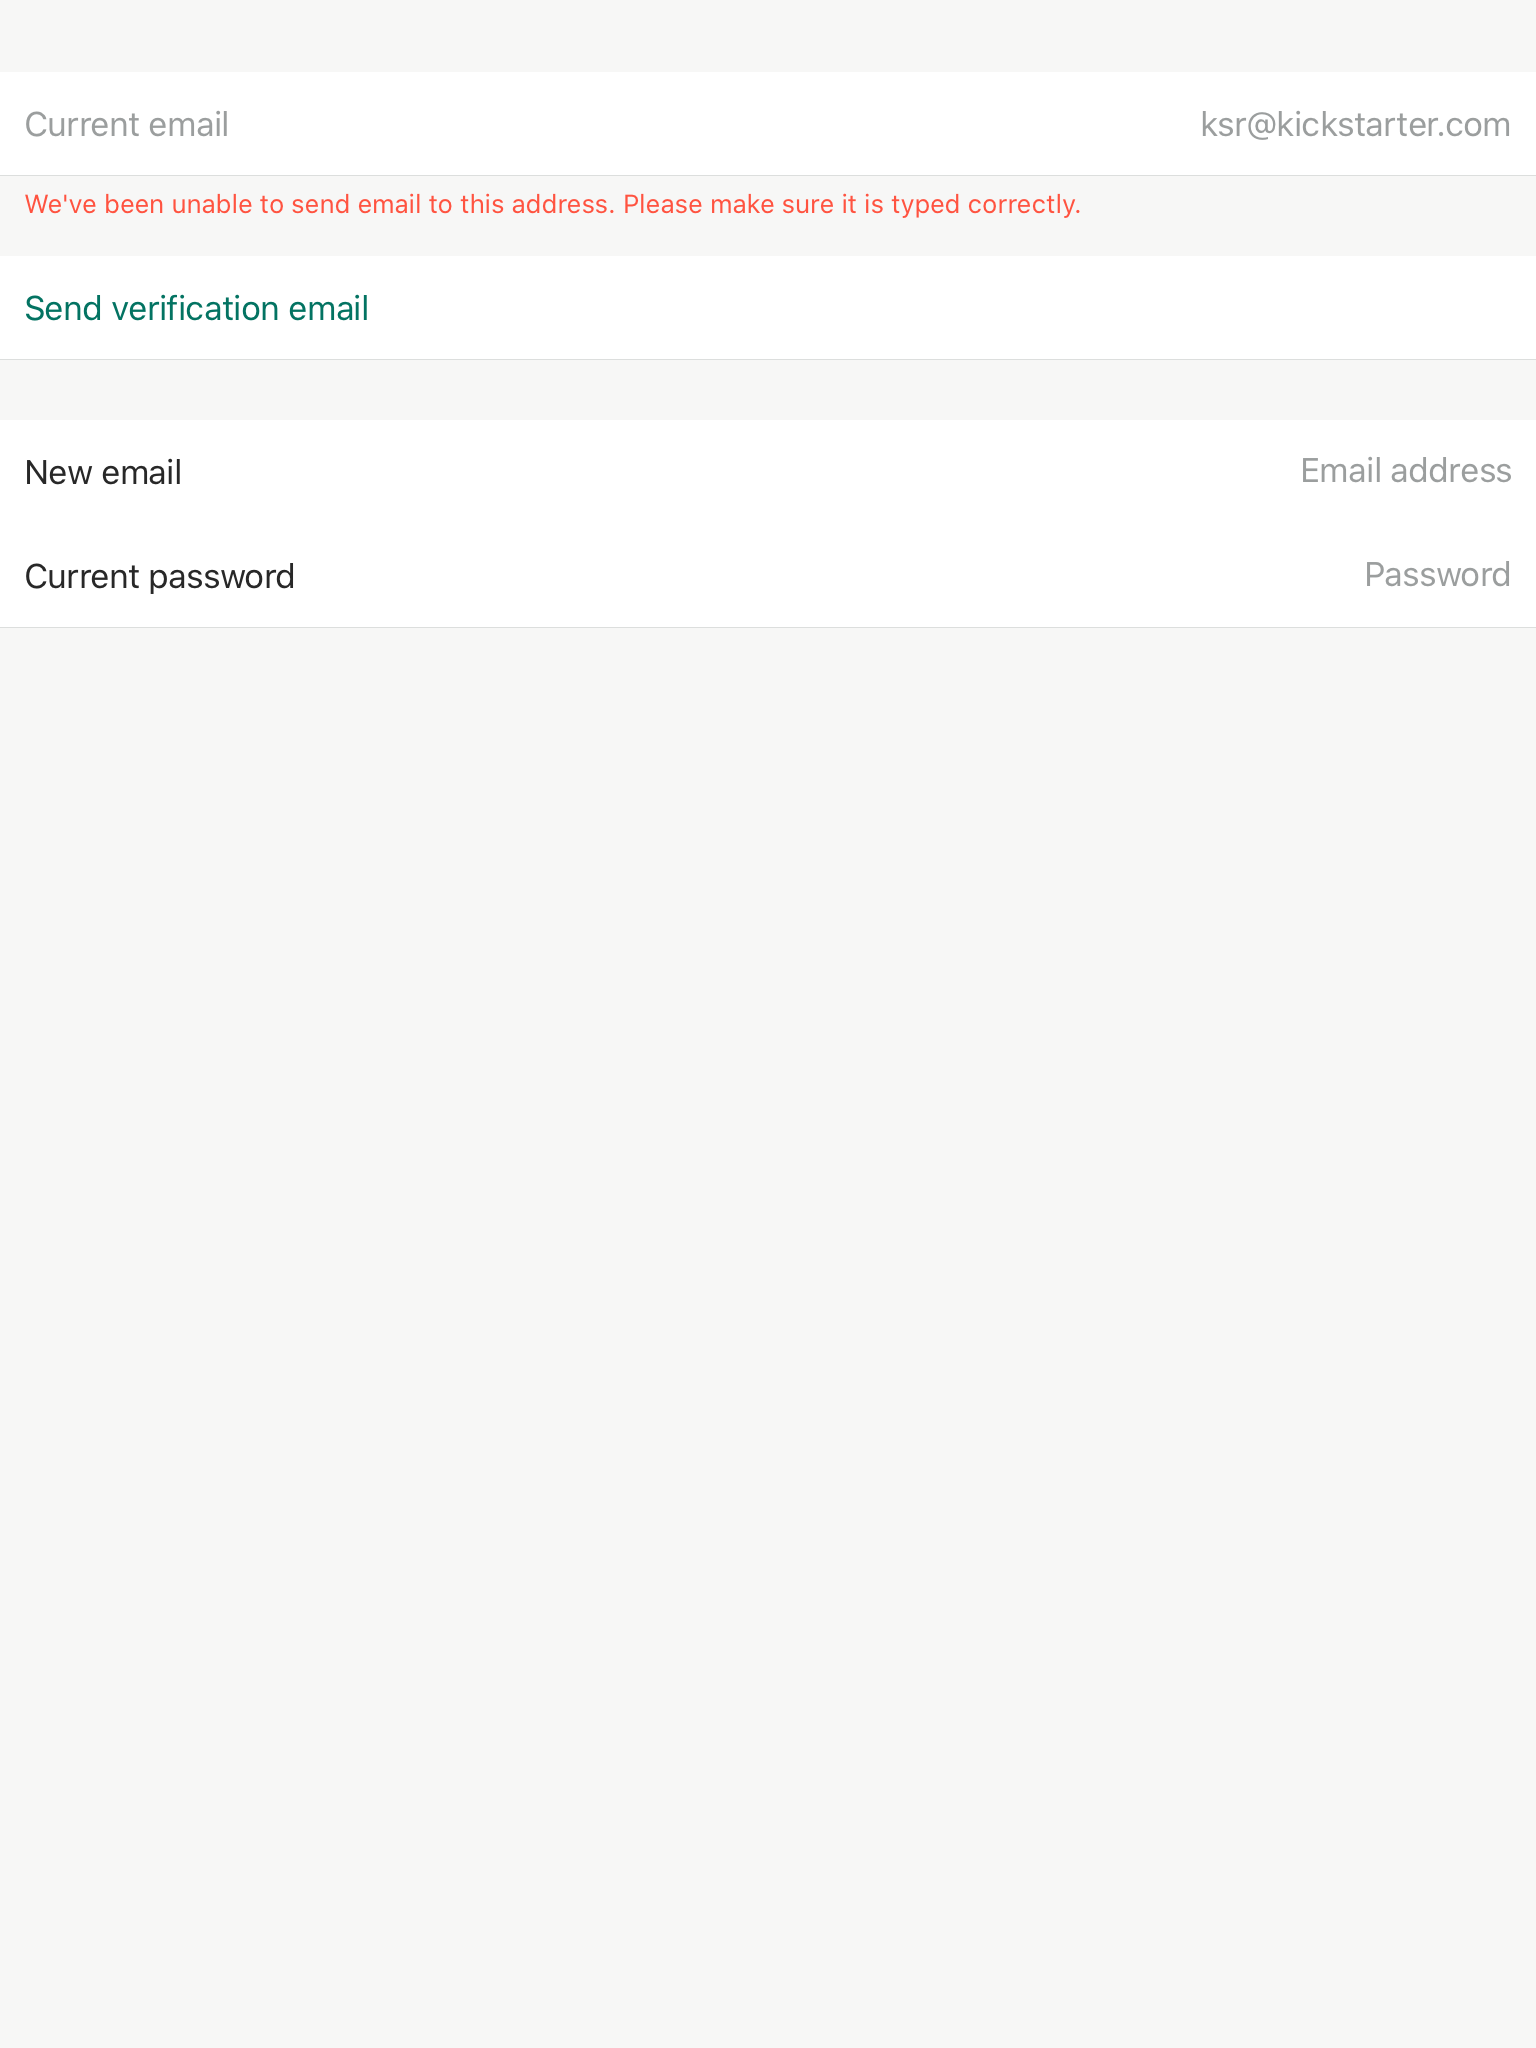 Current email ksr@kickstarter.com
We've been unable to send email to this address. Please make sure it is typed correctly.
Send verification email
New email Email address
Current password Password